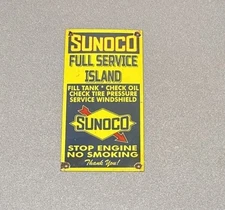 SUNOCO
FULL SERVICE
ISLAND
FILL TANK * CHECK OIL
CHECK TIRE PRESSURE
SERVICE WINDSHIELD
SUNOCO
STOP ENGINE
NO SMOKING
Thank You!